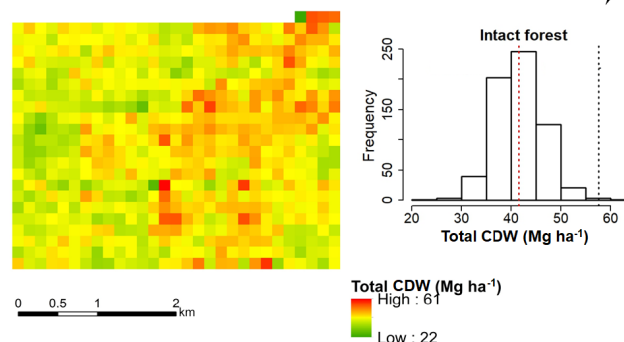 Intact forest
Frequency
250
150
50
0
20 30 40 50 60
Total CDW (Mg ha-1)
0 0.5 1 2
km
Total CDW (Mg ha-1)
High : 61
Low : 22